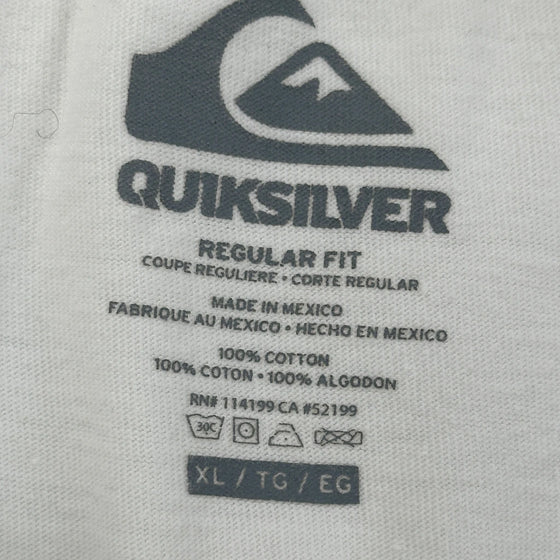 QUIKSILVER
REGULAR FIT
COUPE REGULIERE • CORTE REGULAR
MADE IN MEXICO
FABRIQUE AU MEXICO • HECHO EN MEXICO
100% COTTON
100% COTON • 100% ALGODON
RN# 114199 CA #52199
30C
XL / TG / EG